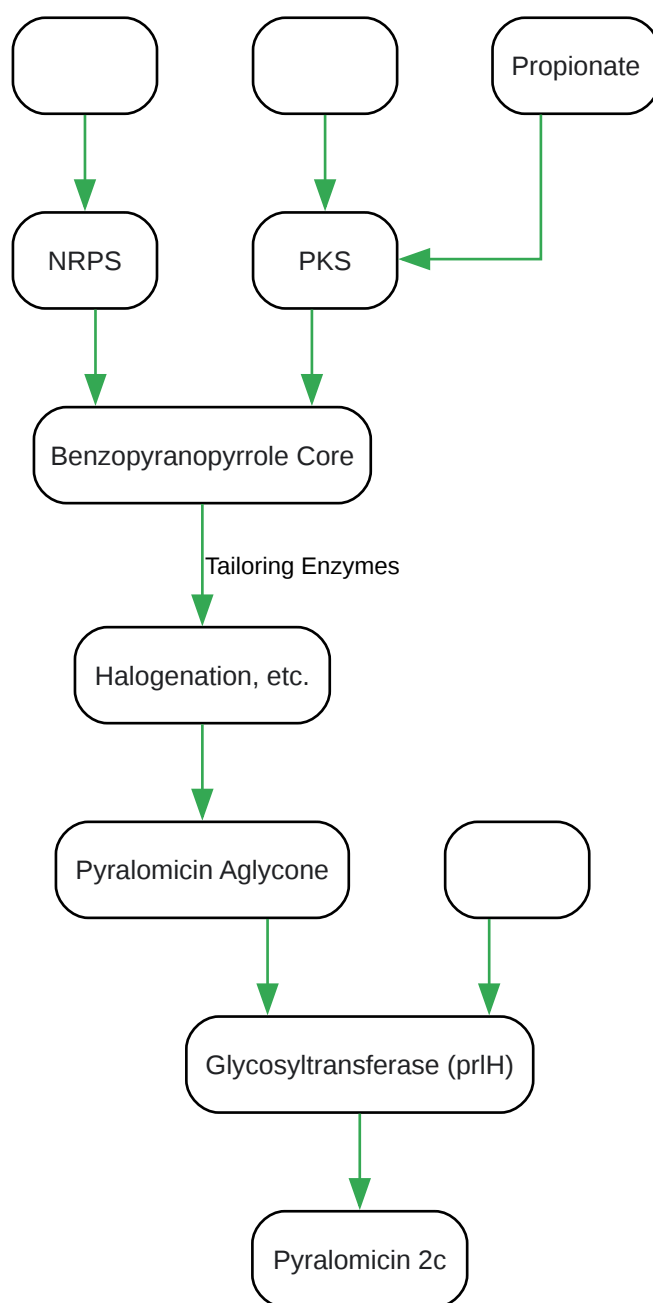 Propionate
NRPS
PKS
Benzopyranopyrrole Core
Tailoring Enzymes
Halogenation, etc.
Pyralomicin Aglycone
Glycosyltransferase (prlH)
Pyralomicin 2c